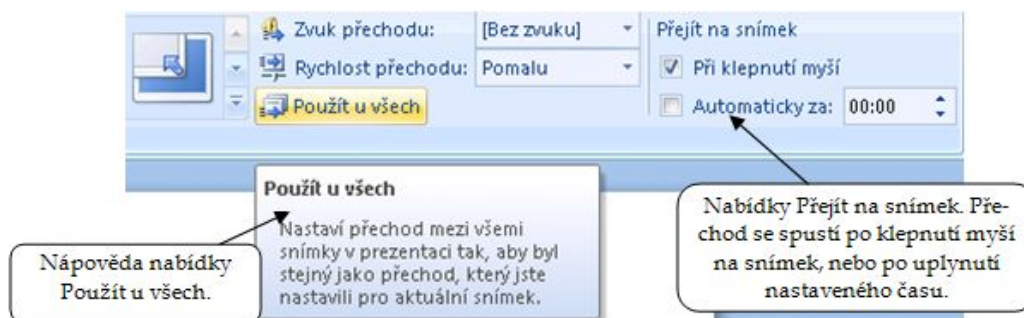 Zvuk přechodu: [Bez zvuku] Přejít na snímek
Rychlost přechodu: Pomalu Při klepnutí myší
Použít u všech Automaticky za: 00:00
Použít u všech
Nastaví přechod mezi všemi
snímky v prezentaci tak, aby byl
stejný jako přechod, který jste
nastavili pro aktuální snímek.
Nápověda nabídky
Použít u všech.
Nabídky Přejít na snímek. Pře-
chod se spustí po klepnutí myší
na snímek, nebo po uplynutí
nastaveného času.